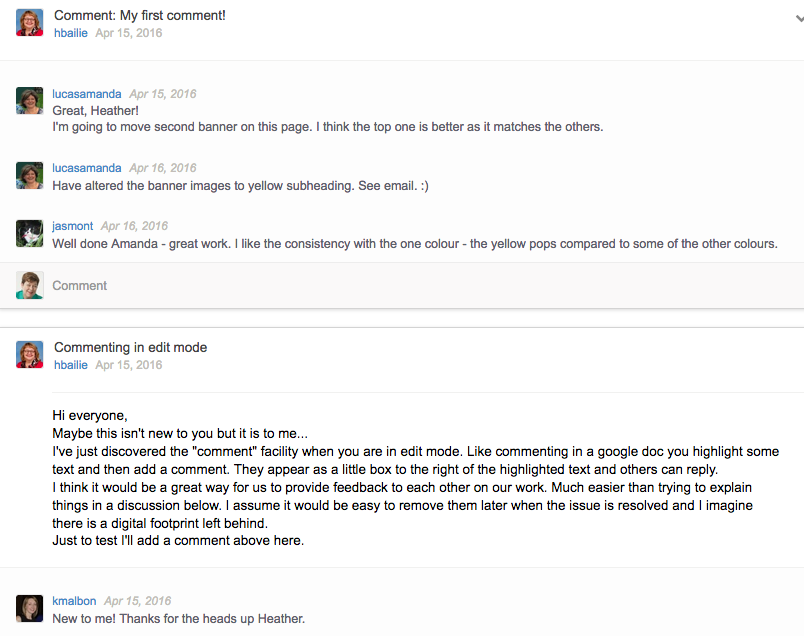 Comment: My first comment!
hbailie Apr 15, 2016
lucasamanda Apr 15, 2016
Great, Heather!
I'm going to move second banner on this page. I think the top one is better as it matches the others.
lucasamanda Apr 16, 2016
Have altered the banner images to yellow subheading. See email. :)
jasmont Apr 16, 2016
Well done Amanda - great work. I like the consistency with the one colour - the yellow pops compared to some of the other colours.
Comment
Commenting in edit mode
hbailie Apr 15, 2016
Hi everyone,
Maybe this isn't new to you but it is to me...
I've just discovered the "comment" facility when you are in edit mode. Like commenting in a google doc you highlight some
text and then add a comment. They appear as a little box to the right of the highlighted text and others can reply.
I think it would be a great way for us to provide feedback to each other on our work. Much easier than trying to explain
things in a discussion below. I assume it would be easy to remove them later when the issue is resolved and I imagine
there is a digital footprint left behind.
Just to test I'll add a comment above here.
kmalbon Apr 15, 2016
New to me! Thanks for the heads up Heather.